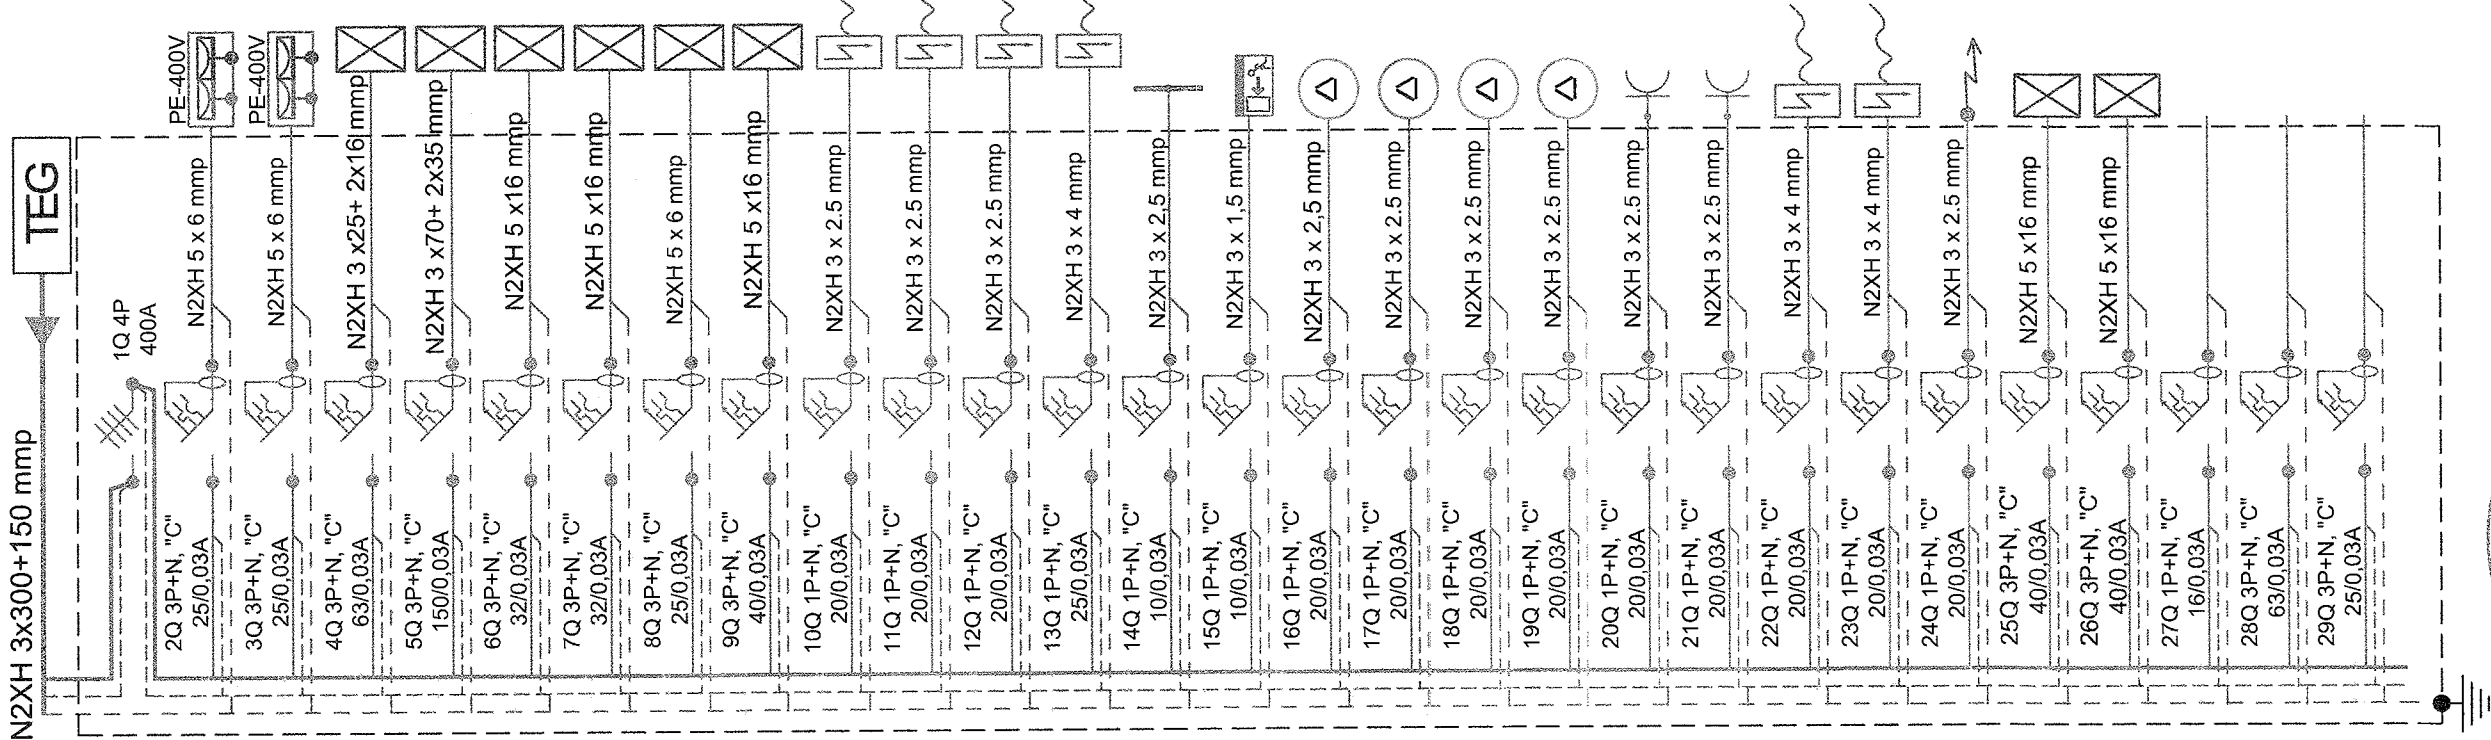 N2XH 3x300+150 mmp
TEG
1Q 4P
400A
PE-400V
PE-400V
2Q 3P+N, "C"
25/0,03A
N2XH 5 x 6 mmp
3Q 3P+N, "C"
25/0,03A
N2XH 5 x 6 mmp
4Q 3P+N, "C"
63/0,03A
N2XH 3 x25+ 2x16 mmp
5Q 3P+N, "C"
150/0,03A
N2XH 3 x70+ 2x35 mmp
6Q 3P+N, "C"
32/0,03A
N2XH 5 x16 mmp
7Q 3P+N, "C"
32/0,03A
N2XH 5 x16 mmp
8Q 3P+N, "C"
25/0,03A
N2XH 5 x 6 mmp
9Q 3P+N, "C"
40/0,03A
N2XH 5 x16 mmp
10Q 1P+N, "C"
20/0,03A
N2XH 3 x 2.5 mmp
11Q 1P+N, "C"
20/0,03A
N2XH 3 x 2.5 mmp
12Q 1P+N, "C"
20/0,03A
N2XH 3 x 2.5 mmp
13Q 1P+N, "C"
25/0,03A
N2XH 3 x 4 mmp
14Q 1P+N, "C"
10/0,03A
N2XH 3 x 2,5 mmp
15Q 1P+N, "C"
10/0,03A
N2XH 3 x 1,5 mmp
16Q 1P+N, "C"
20/0,03A
N2XH 3 x 2,5 mmp
17Q 1P+N, "C"
20/0,03A
N2XH 3 x 2.5 mmp
18Q 1P+N, "C"
20/0,03A
N2XH 3 x 2.5 mmp
19Q 1P+N, "C"
20/0,03A
N2XH 3 x 2.5 mmp
20Q 1P+N, "C"
20/0,03A
N2XH 3 x 2.5 mmp
21Q 1P+N, "C"
20/0,03A
N2XH 3 x 2.5 mmp
22Q 1P+N, "C"
20/0,03A
N2XH 3 x 4 mmp
23Q 1P+N, "C"
20/0,03A
N2XH 3 x 4 mmp
24Q 1P+N, "C"
20/0,03A
N2XH 3 x 2.5 mmp
25Q 3P+N, "C"
40/0,03A
N2XH 5 x16 mmp
26Q 3P+N, "C"
40/0,03A
N2XH 5 x16 mmp
27Q 1P+N, "C"
16/0,03A
28Q 3P+N, "C"
63/0,03A
29Q 3P+N, "C"
25/0,03A